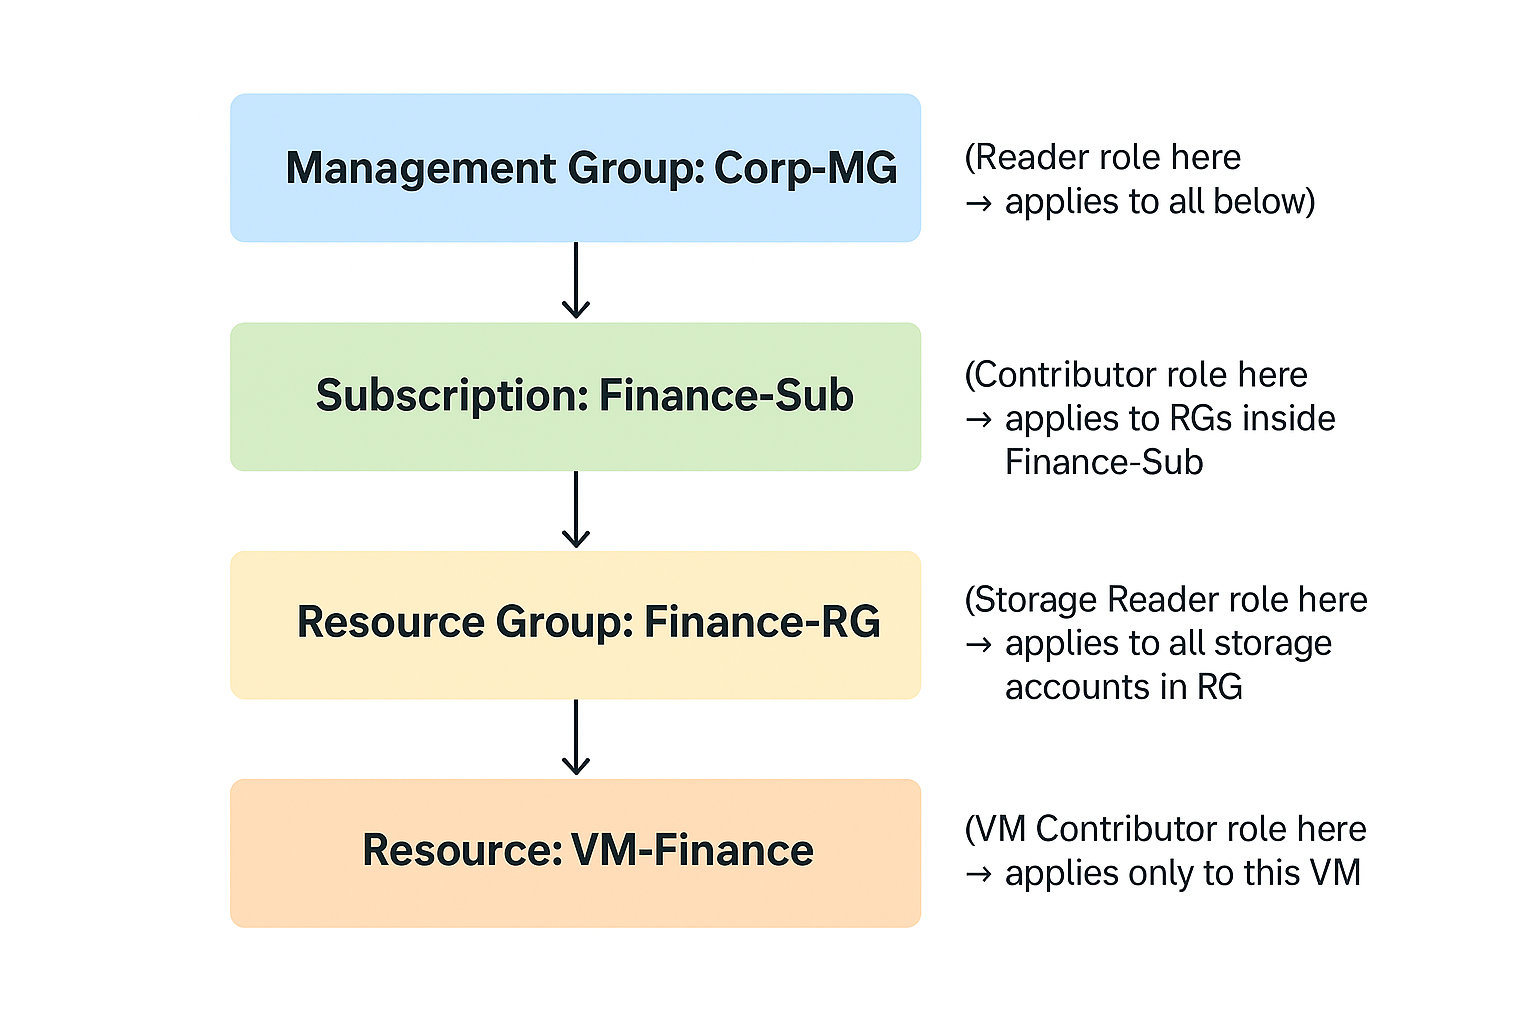 Management Group: Corp-MG
(Reader role here
→ applies to all below)
Subscription: Finance-Sub
(Contributor role here
→ applies to RGs inside
Finance-Sub
Resource Group: Finance-RG
(Storage Reader role here
→ applies to all storage
accounts in RG
Resource: VM-Finance
(VM Contributor role here
→ applies only to this VM